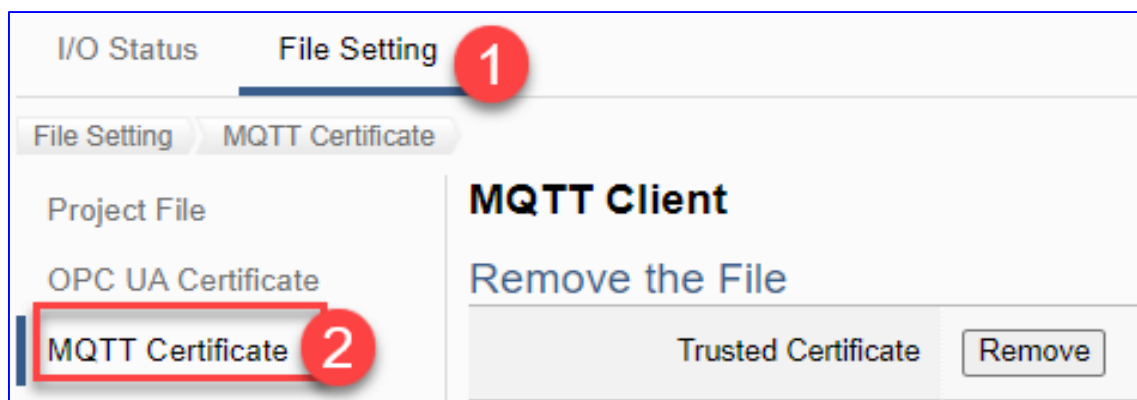 I/O Status File Setting 1
File Setting MQTT Certificate
Project File
OPC UA Certificate
MQTT Certificate 2
MQTT Client
Remove the File
Trusted Certificate Remove